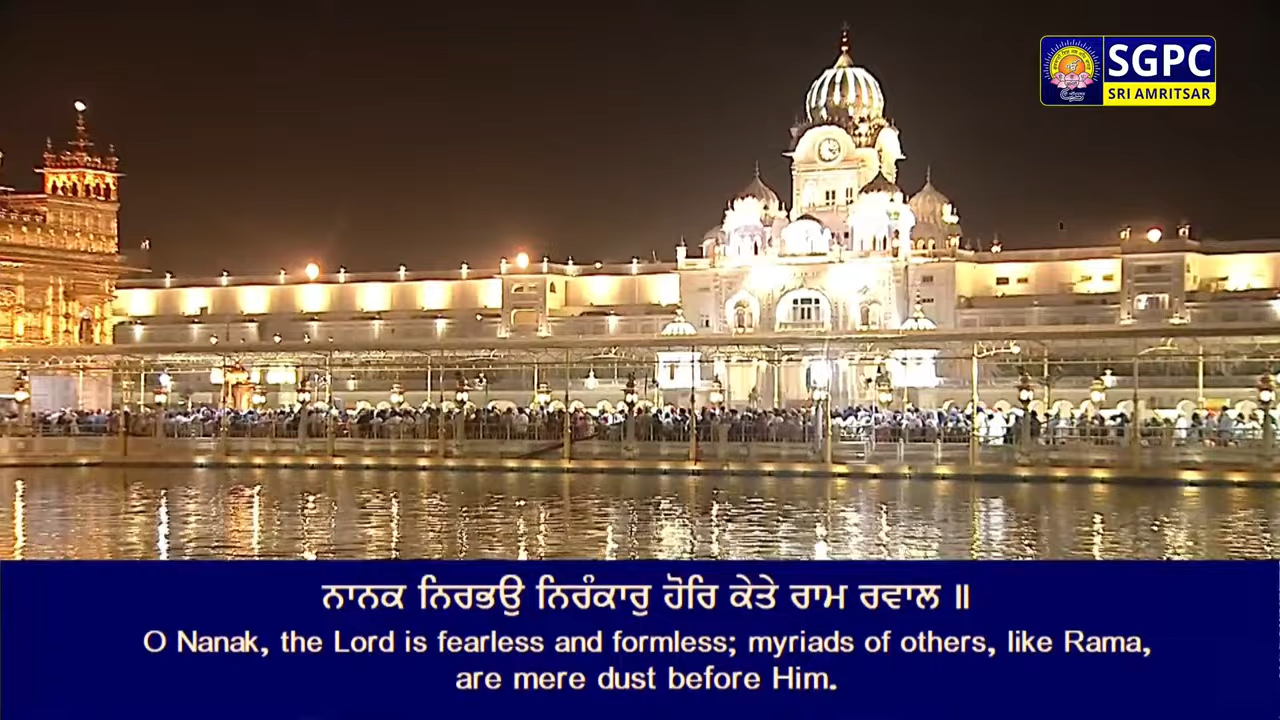 SGPC
SRI AMRITSAR
ਨਾਨਕ ਨਿਰਭਉ ਨਿਰੰਕਾਰੁ ਹੋਰਿ ਕੇਤੇ ਰਾਮ ਰਵਾਲ ॥
O Nanak, the Lord is fearless and formless; myriads of others, like Rama,
are mere dust before Him.